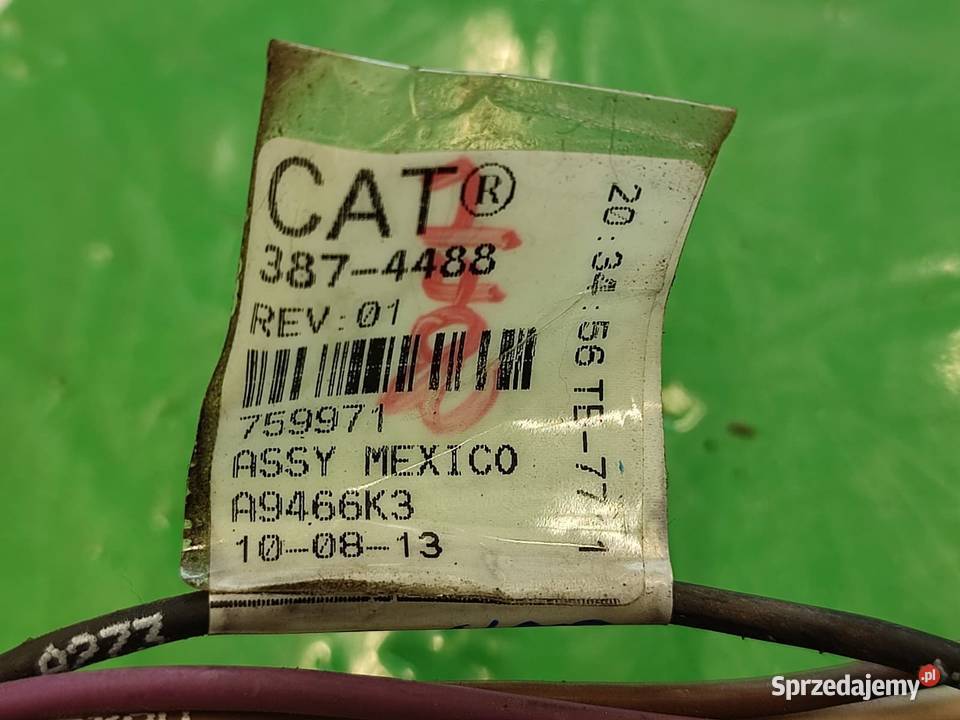 CAT®
387-4488
REV:01
759971
ASSY MEXICO
A9466K3
10-08-13
20:34:56
Sprzedajemy.pl